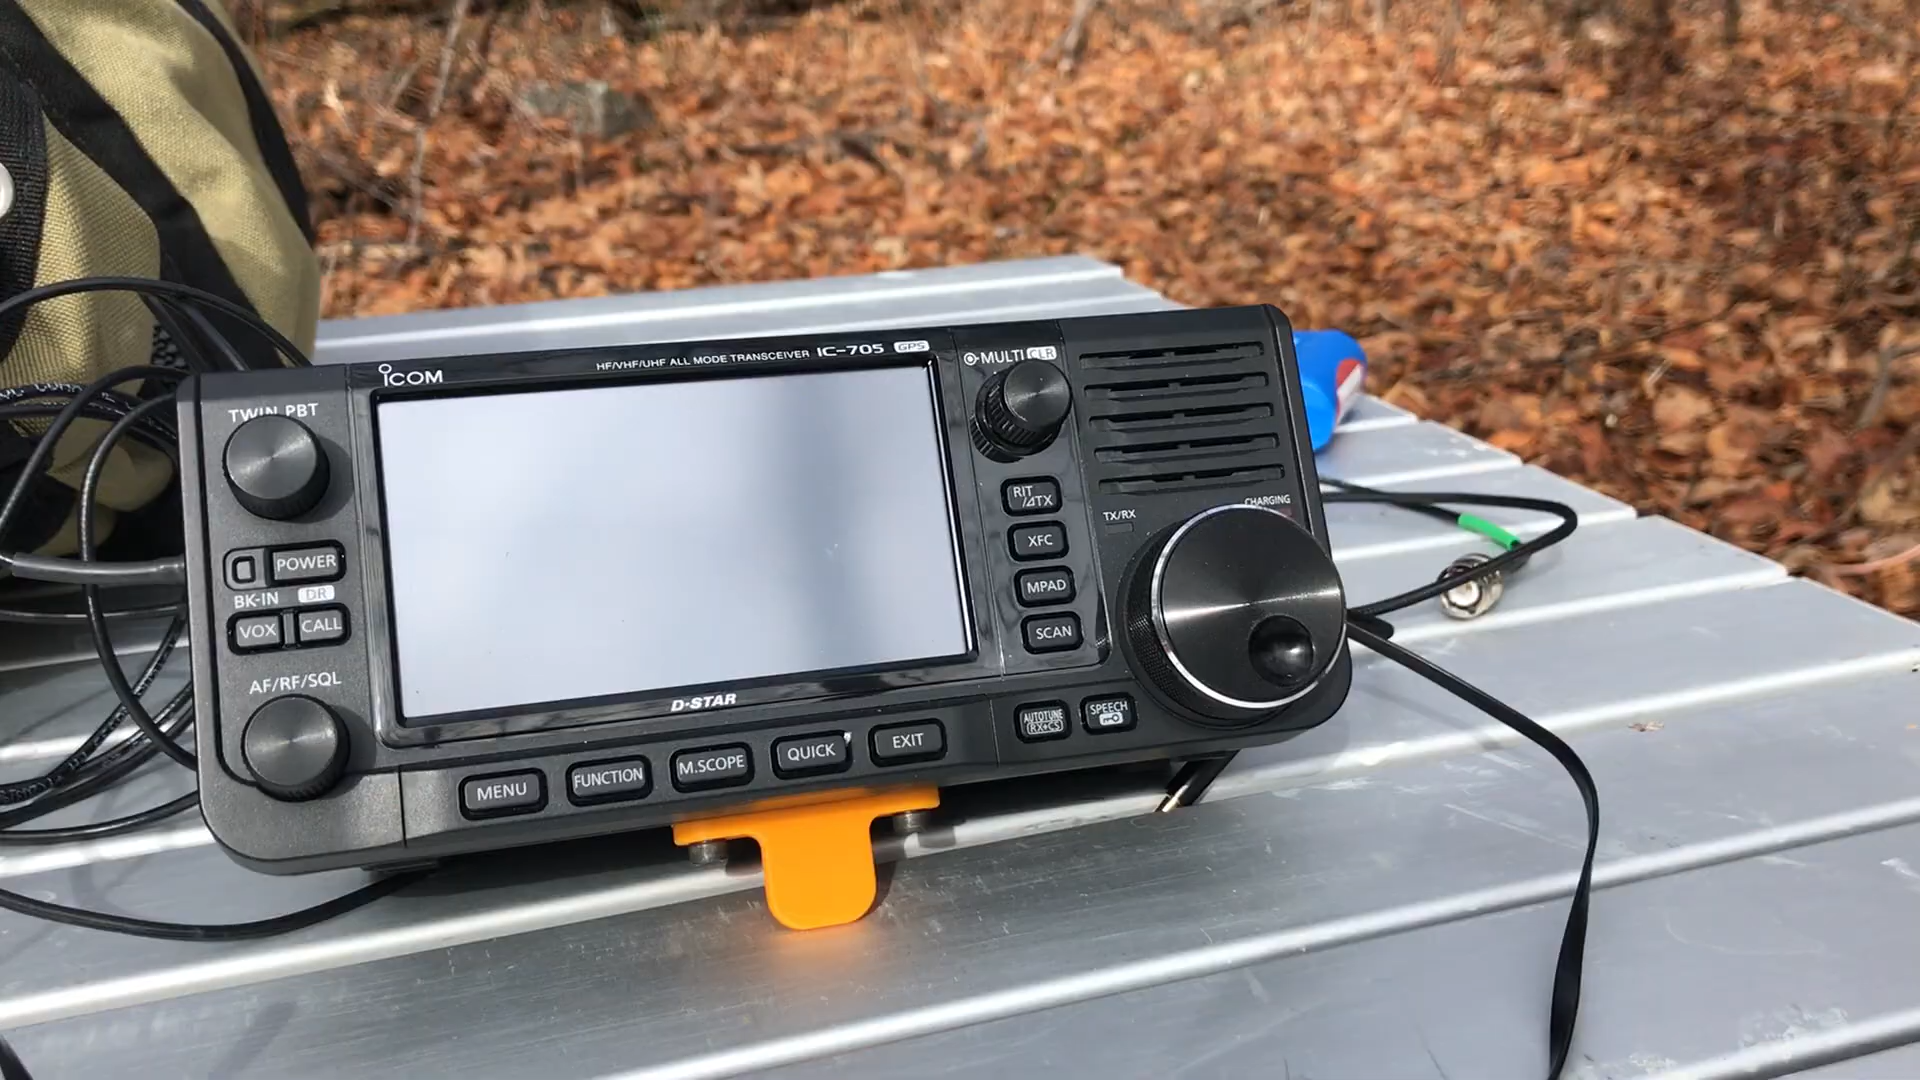 ICOM
HF/VHF/UHF ALL MODE TRANSCEIVER IC-705 GPS
MULTI CLR
TWIN PBT
RIT
/⊿TX
CHARGING
TX/RX
XFC
POWER
MPAD
BK-IN DR
VOX CALL
SCAN
AF/RF/SQL
D-STAR
AUTOTUNE
RX•CS
SPEECH
MENU FUNCTION M.SCOPE QUICK EXIT